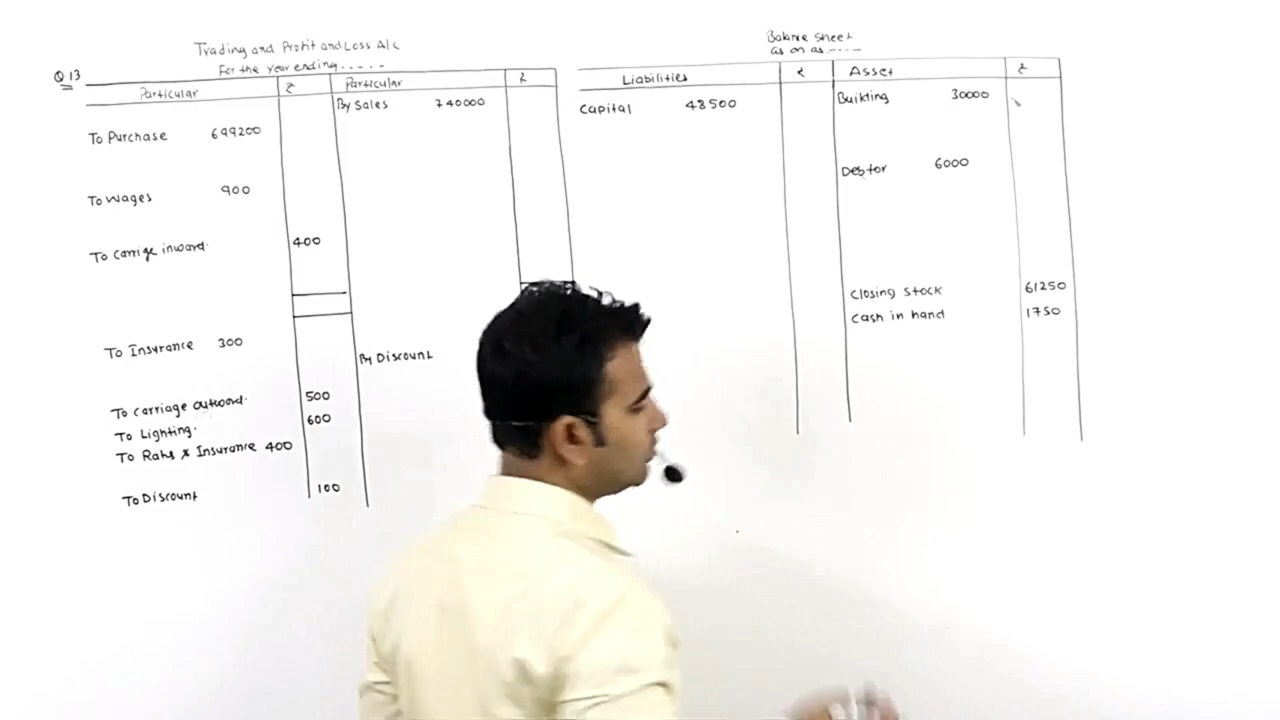 Trading and Profit and Loss A/c
For the year ending.....
Q 13
Particular ₹ Particular ₹
By Sales 740000
To Purchase 699200
To wages 900
To Carrige inward. 400
To Insurance 300
By Discount
To carriage outword. 500
To Lighting. 600
To Rats & Insurance 400
To Discount 100
Balance Sheet
as on as.....
Liabilities ₹ Asset ₹
Capital 48500
Building 30000
Debtor 6000
Closing Stock 61250
Cash in hand 1750